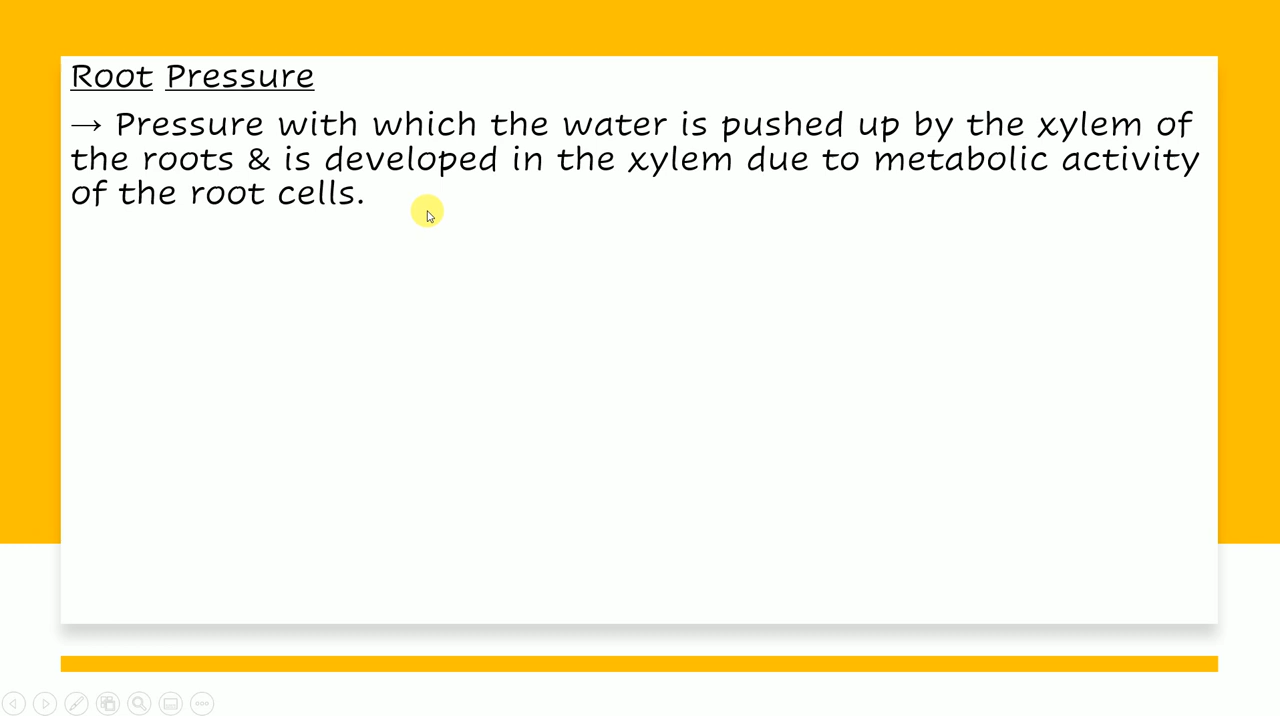 Root Pressure
→ Pressure with which the water is pushed up by the xylem of
the roots & is developed in the xylem due to metabolic activity
of the root cells.